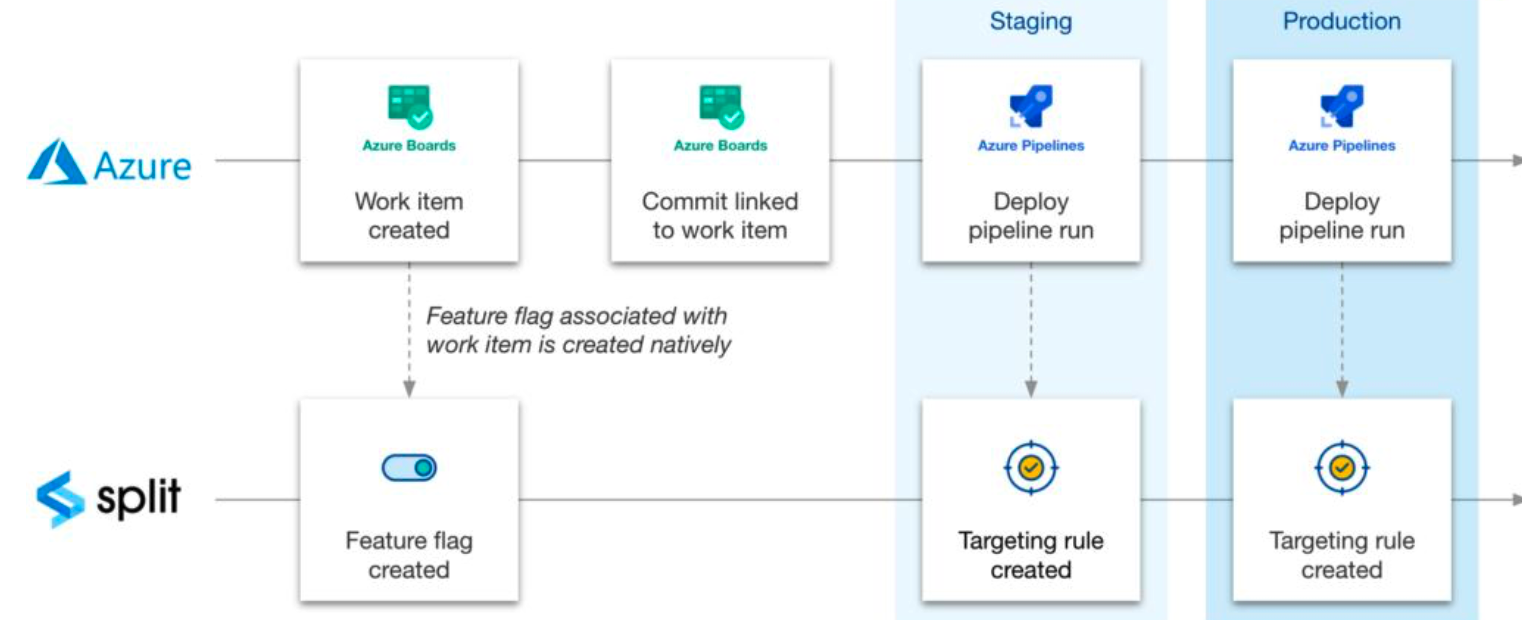 Staging
Production
Azure Boards
Azure Boards
Azure Pipelines
Azure Pipelines
Azure
Work item
created
Commit linked
to work item
Deploy
pipeline run
Deploy
pipeline run
Feature flag associated with
work item is created natively
split
Feature flag
created
Targeting rule
created
Targeting rule
created